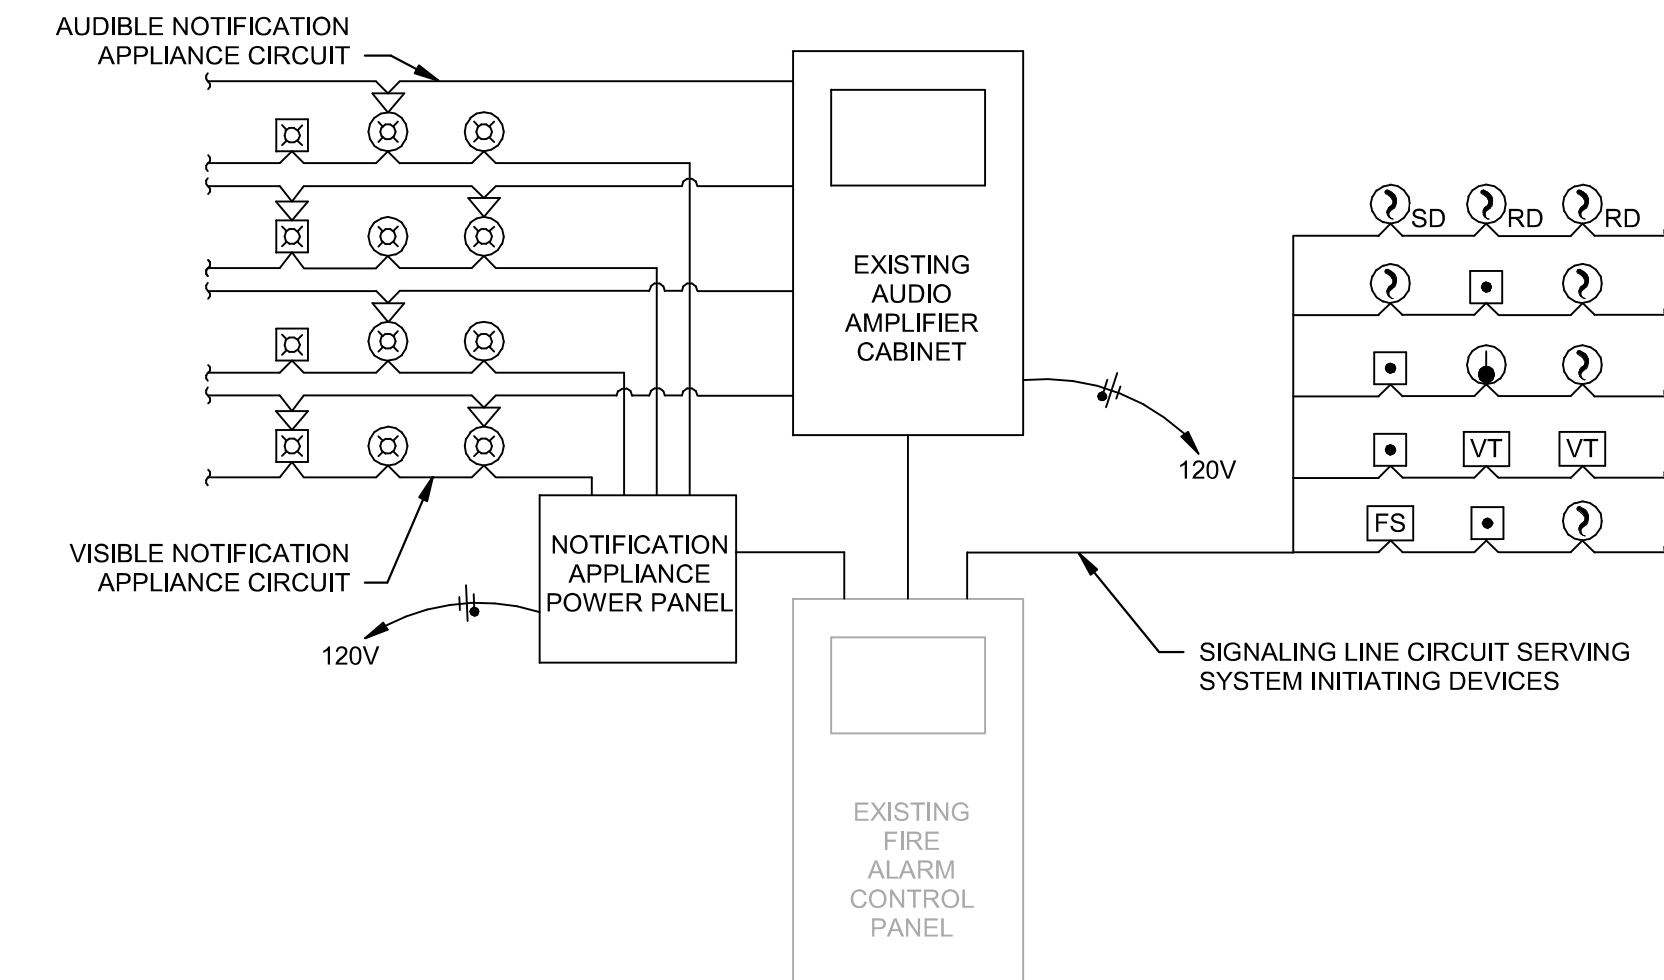 AUDIBLE NOTIFICATION
APPLIANCE CIRCUIT
EXISTING
AUDIO
AMPLIFIER
CABINET
120V
SD
RD
RD
VT
VT
FS
VISIBLE NOTIFICATION
APPLIANCE CIRCUIT
NOTIFICATION
APPLIANCE
POWER PANEL
120V
SIGNALING LINE CIRCUIT SERVING
SYSTEM INITIATING DEVICES
EXISTING
FIRE
ALARM
CONTROL
PANEL